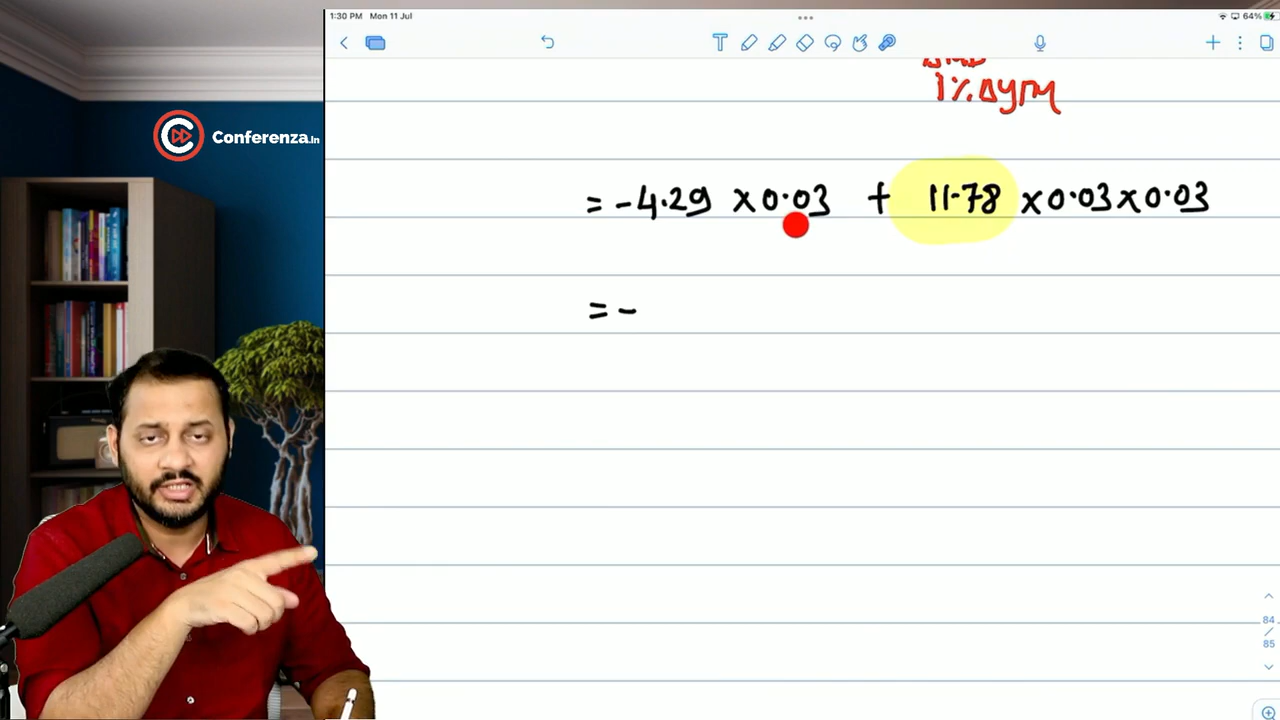 1:30 PM Mon 11 Jul
64%
T
1% Δ YTM
Conferenza.in
= -4.29 × 0.03 + 11.78 × 0.03 × 0.03
= -
84
/
85